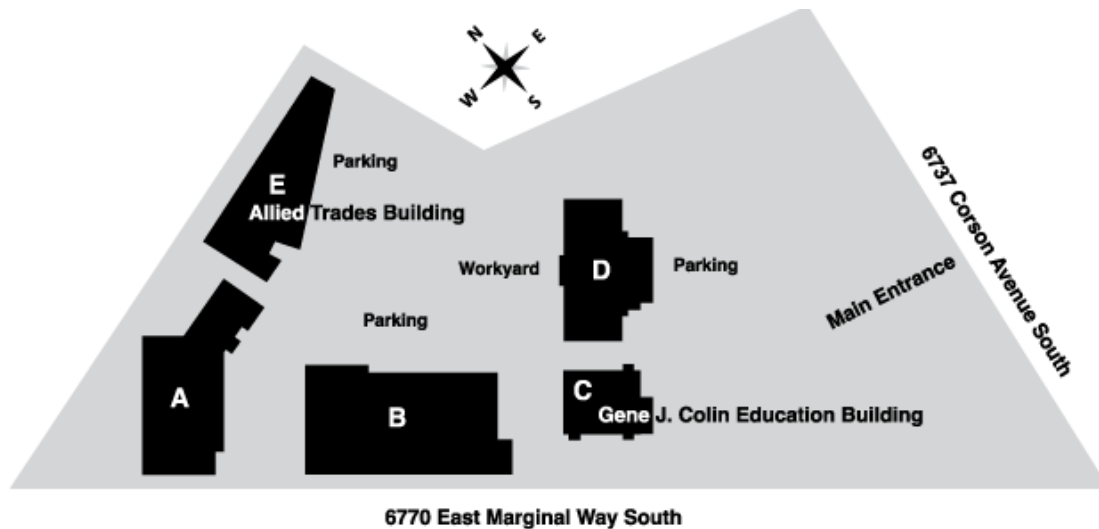 N E
W S
Parking
E
Allied Trades Building
6737 Corson Avenue South
Workyard
D
Parking
Main Entrance
Parking
A
B
C
Gene J. Colin Education Building
6770 East Marginal Way South